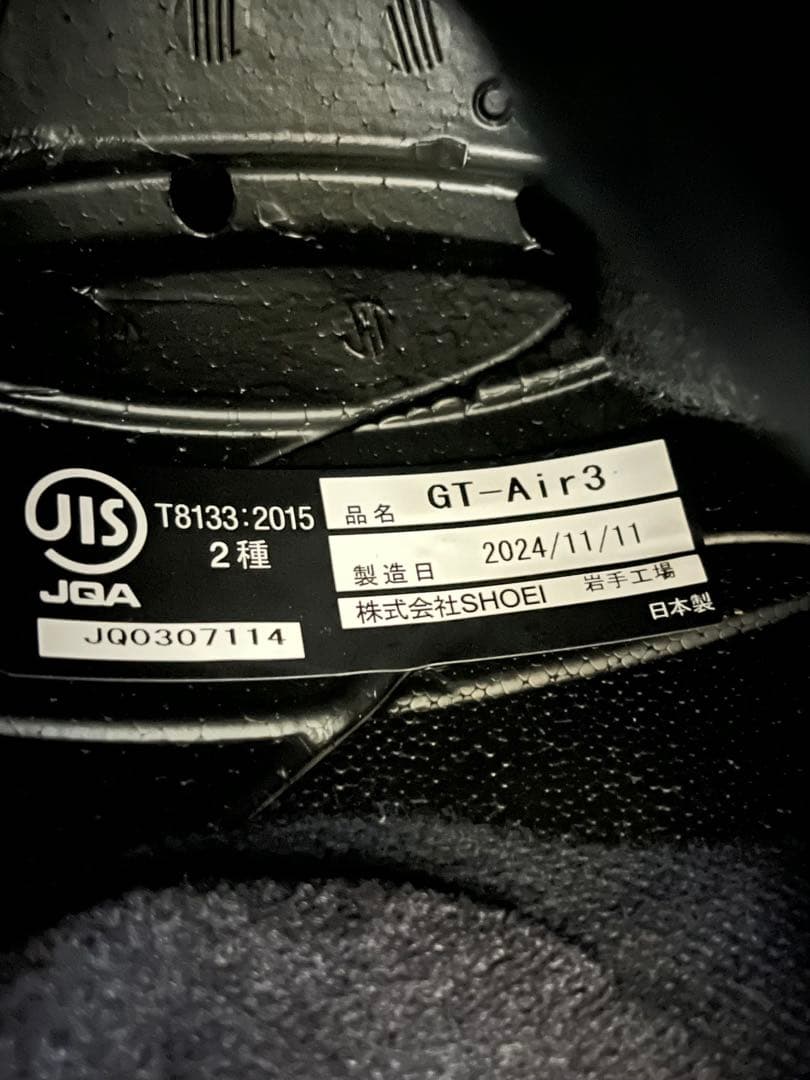 C
JIS
T8133:2015
2種
JQA
JQ0307114
品名 GT-Air3
製造日 2024/11/11
株式会社SHOEI 岩手工場
日本製